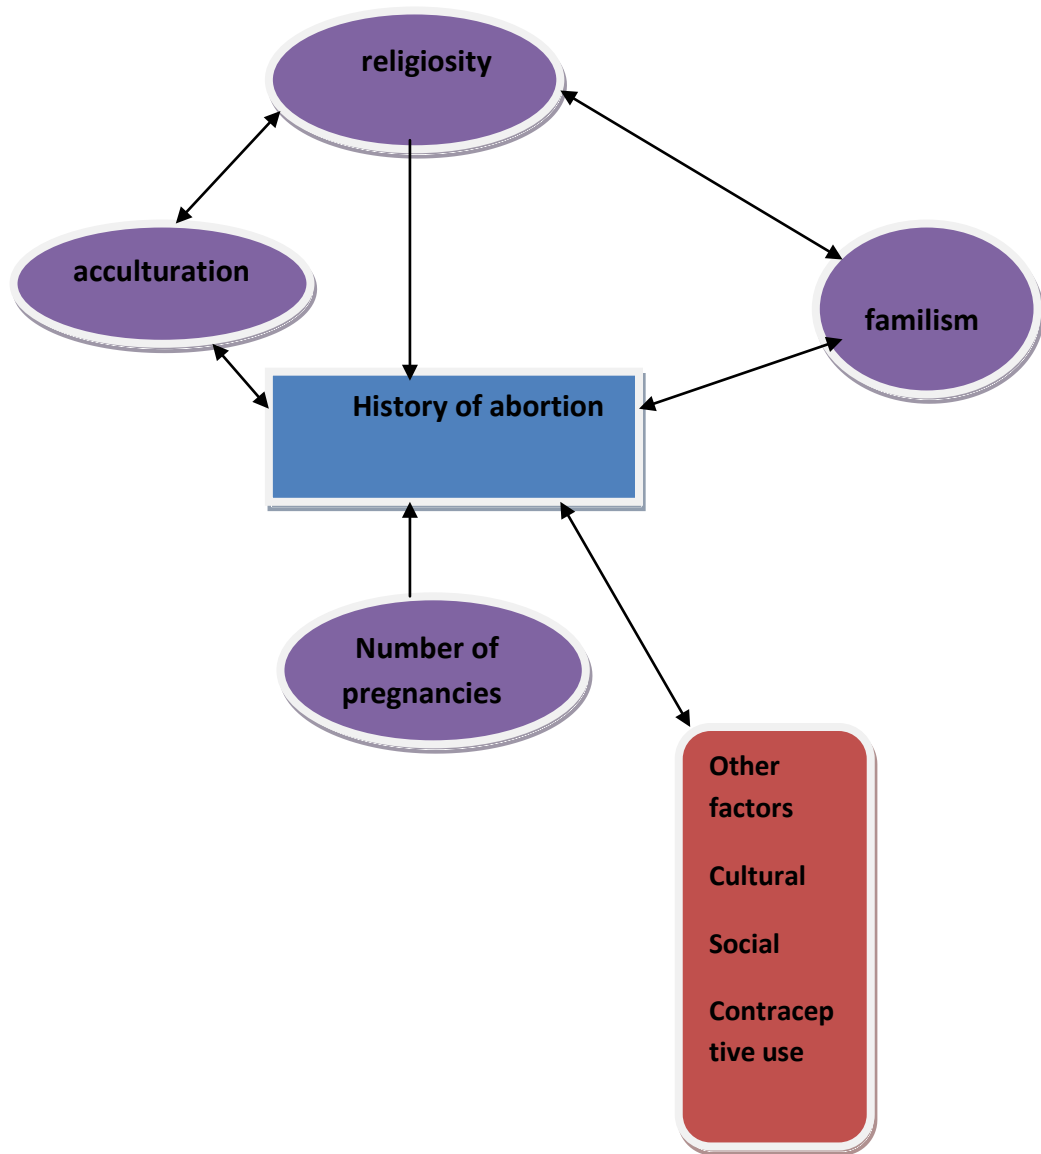 religiosity
acculturation
familism
History of abortion
Number of
pregnancies
Other
factors
Cultural
Social
Contracep
tive use